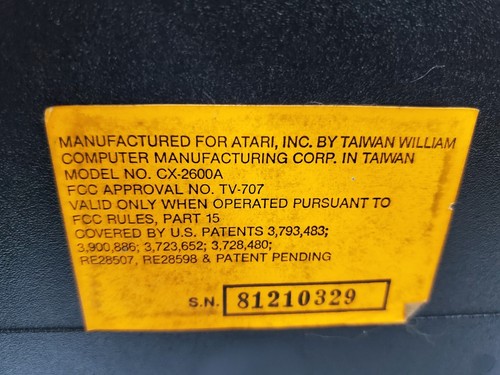 MANUFACTURED FOR ATARI, INC. BY TAIWAN WILLIAM
COMPUTER MANUFACTURING CORP. IN TAIWAN
MODEL NO. CX-2600A
FCC APPROVAL NO. TV-707
VALID ONLY WHEN OPERATED PURSUANT TO
FCC RULES, PART 15
COVERED BY U.S. PATENTS 3,793,483;
3,900,886; 3,723,652; 3,728,480;
RE28507, RE28598 & PATENT PENDING
S.N. 81210329